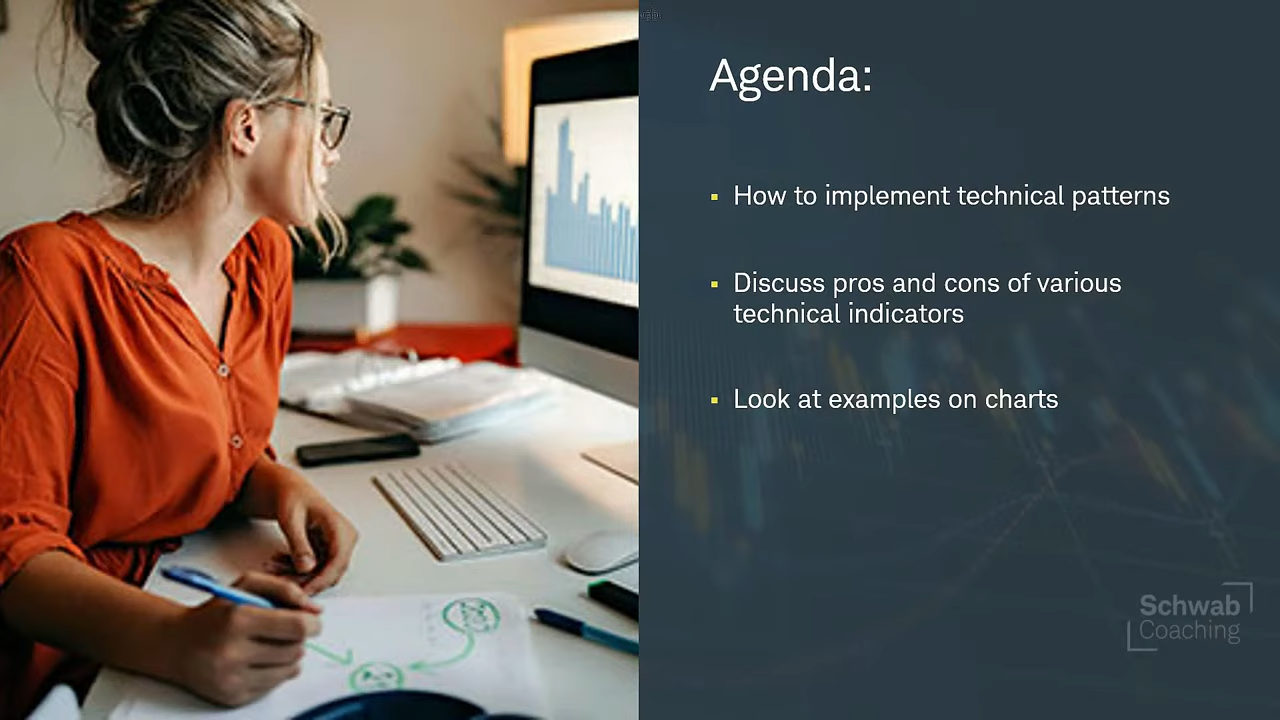 Agenda:
How to implement technical patterns
Discuss pros and cons of various
technical indicators
Look at examples on charts
Schwab
Coaching